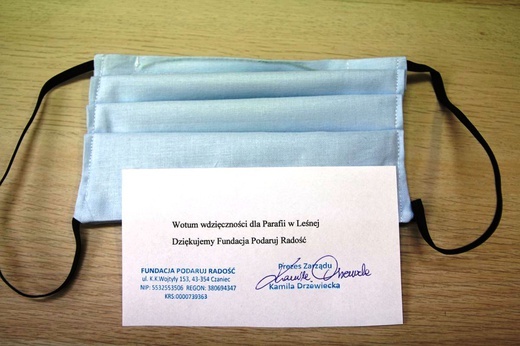 Wotum wdzięczności dla Parafii w Leśnej
Dziękujemy Fundacja Podaruj Radość
FUNDACJA PODARUJ RADOŚĆ
ul. K.K.Wojtyły 153, 43-354 Czaniec
NIP: 5532553506 REGON: 380694347
KRS:0000739363
Prezes Zarządu
Kamila Drzewiecka